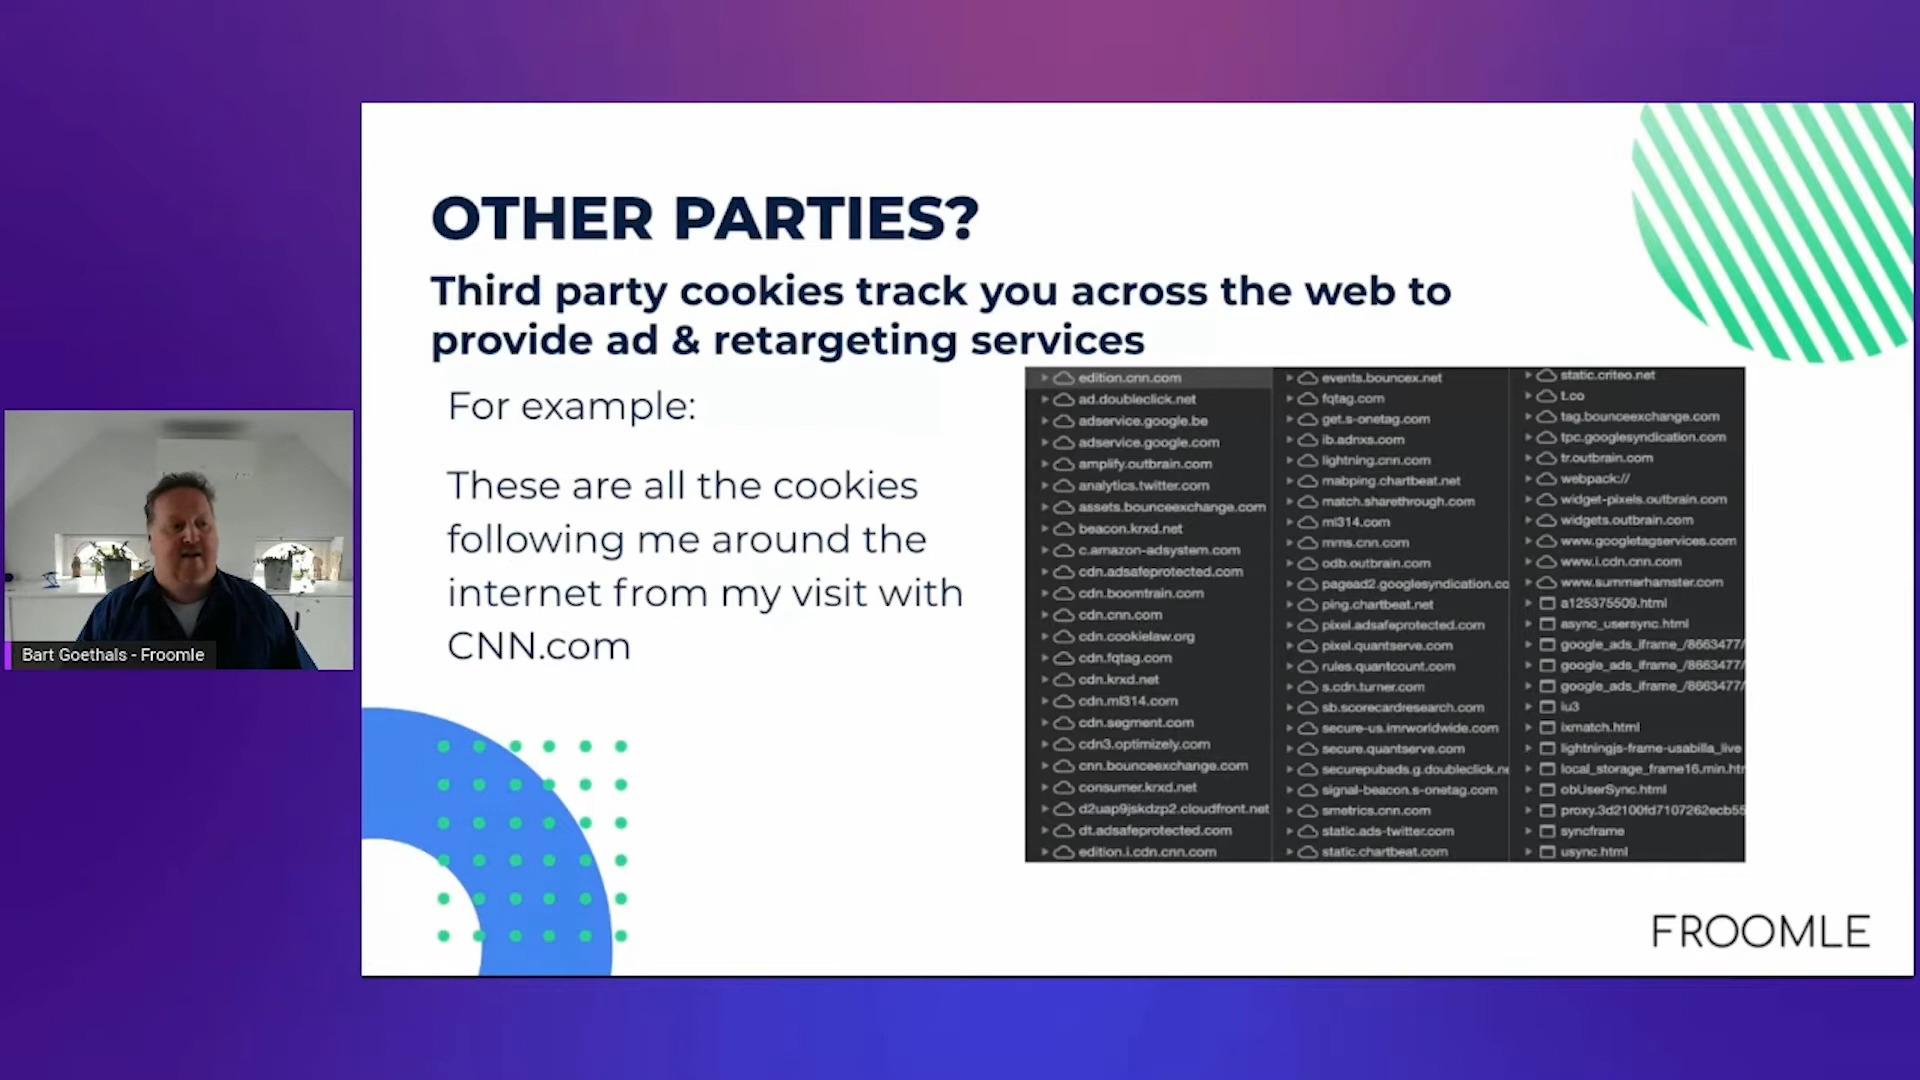 OTHER PARTIES?
Third party cookies track you across the web to
provide ad & retargeting services
For example:
These are all the cookies
following me around the
internet from my visit with
CNN.com
edition.cnn.com
ad.doubleclick.net
adservice.google.be
adservice.google.com
amplify.outbrain.com
analytics.twitter.com
assets.bounceexchange.com
beacon.krxd.net
c.amazon-adsystem.com
cdn.adsafeprotected.com
cdn.boomtrain.com
cdn.cnn.com
cdn.cookielaw.org
cdn.fqtag.com
cdn.krxd.net
cdn.ml314.com
cdn.segment.com
cdn3.optimizely.com
cnn.bounceexchange.com
consumer.krxd.net
d2uap9jskdzp2.cloudfront.net
dt.adsafeprotected.com
edition.i.cdn.cnn.com
events.bouncex.net
fqtag.com
get.s-onetag.com
ib.adnxs.com
lightning.cnn.com
mabping.chartbeat.net
match.sharethrough.com
ml314.com
mms.cnn.com
odb.outbrain.com
pagead2.googlesyndication.co
ping.chartbeat.net
pixel.adsafeprotected.com
pixel.quantserve.com
rules.quantcount.com
s.cdn.turner.com
sb.scorecardresearch.com
secure-us.imrworldwide.com
secure.quantserve.com
securepubads.g.doubleclick.ne
signal-beacon.s-onetag.com
smetrics.cnn.com
static.ads-twitter.com
static.chartbeat.com
static.criteo.net
t.co
tag.bounceexchange.com
tpc.googlesyndication.com
tr.outbrain.com
webpack://
widget-pixels.outbrain.com
widgets.outbrain.com
www.googletagservices.com
www.i.cdn.cnn.com
www.summerhamster.com
a125375509.html
async_usersync.html
google_ads_iframe_/8663477/
google_ads_iframe_/8663477/
google_ads_iframe_/8663477/
iu3
ixmatch.html
lightningjs-frame-usabilla_live
local_storage_frame16.min.htm
obUserSync.html
proxy.3d2100fd7107262ecb55
syncframe
usync.html
Bart Goethals - Froomle
FROOMLE